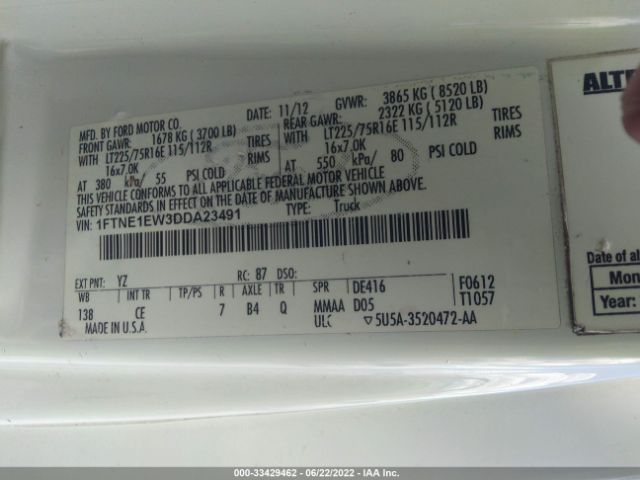 MFD. BY FORD MOTOR CO. DATE: 11/12 GVWR: 3865 KG ( 8520 LB)
FRONT GAWR: 1678 KG ( 3700 LB) REAR GAWR: 2322 KG ( 5120 LB)
WITH LT225/75R16E 115/112R TIRES WITH LT225/75R16E 115/112R TIRES
16x7.0K RIMS 16x7.0K RIMS
AT 380 kPa/ 55 PSI COLD AT 550 kPa/ 80 PSI COLD
THIS VEHICLE CONFORMS TO ALL APPLICABLE FEDERAL MOTOR VEHICLE
SAFETY STANDARDS IN EFFECT ON THE DATE OF MANUFACTURE SHOWN ABOVE.
VIN: 1FTNE1EW3DDA23491 TYPE: Truck
EXT PNT: YZ RC: 87 DSO:
WB INT TR TP/PS R AXLE TR SPR DE416 F0612
138 CE 7 B4 Q MMAA D05 T1057
MADE IN U.S.A. ULC ▽5U5A-3520472-AA
Date of
Year:
000-33429462 - 06/22/2022 - IAA Inc.